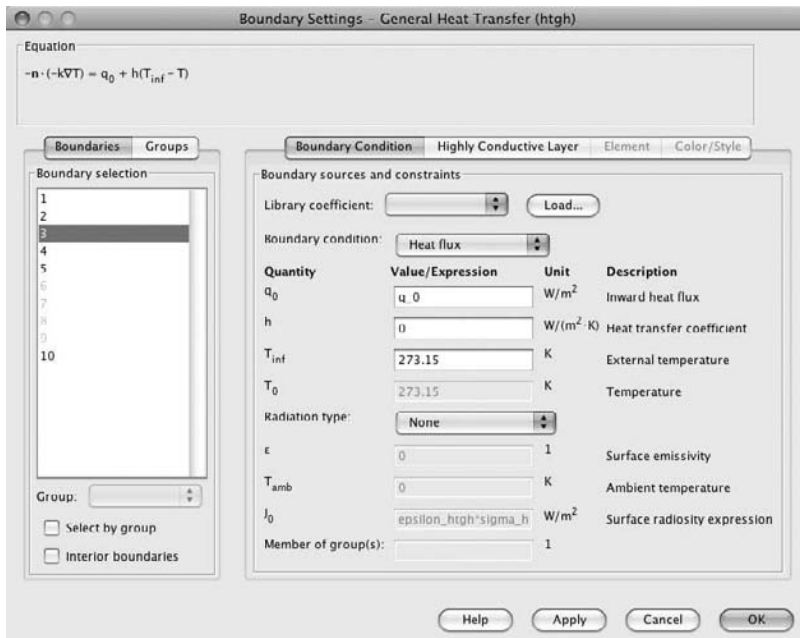 Boundary Settings – General Heat Transfer (htgh)
Equation
-n·(-k∇T) = q0 + h(Tinf - T)
Boundaries Groups
Boundary selection
1
2
3
4
5
6
7
8
9
10
Group:
Select by group
Interior boundaries
Boundary Condition Highly Conductive Layer Element Color/Style
Boundary sources and constraints
Library coefficient: Load...
Boundary condition: Heat flux
Quantity Value/Expression Unit Description
q0 q_0 W/m² Inward heat flux
h 0 W/(m²·K) Heat transfer coefficient
Tinf 273.15 K External temperature
T0 273.15 K Temperature
Radiation type: None
ε 0 1 Surface emissivity
Tamb 0 K Ambient temperature
J0 epsilon_htgh*sigma_h W/m² Surface radiosity expression
Member of group(s): 1
Help Apply Cancel OK